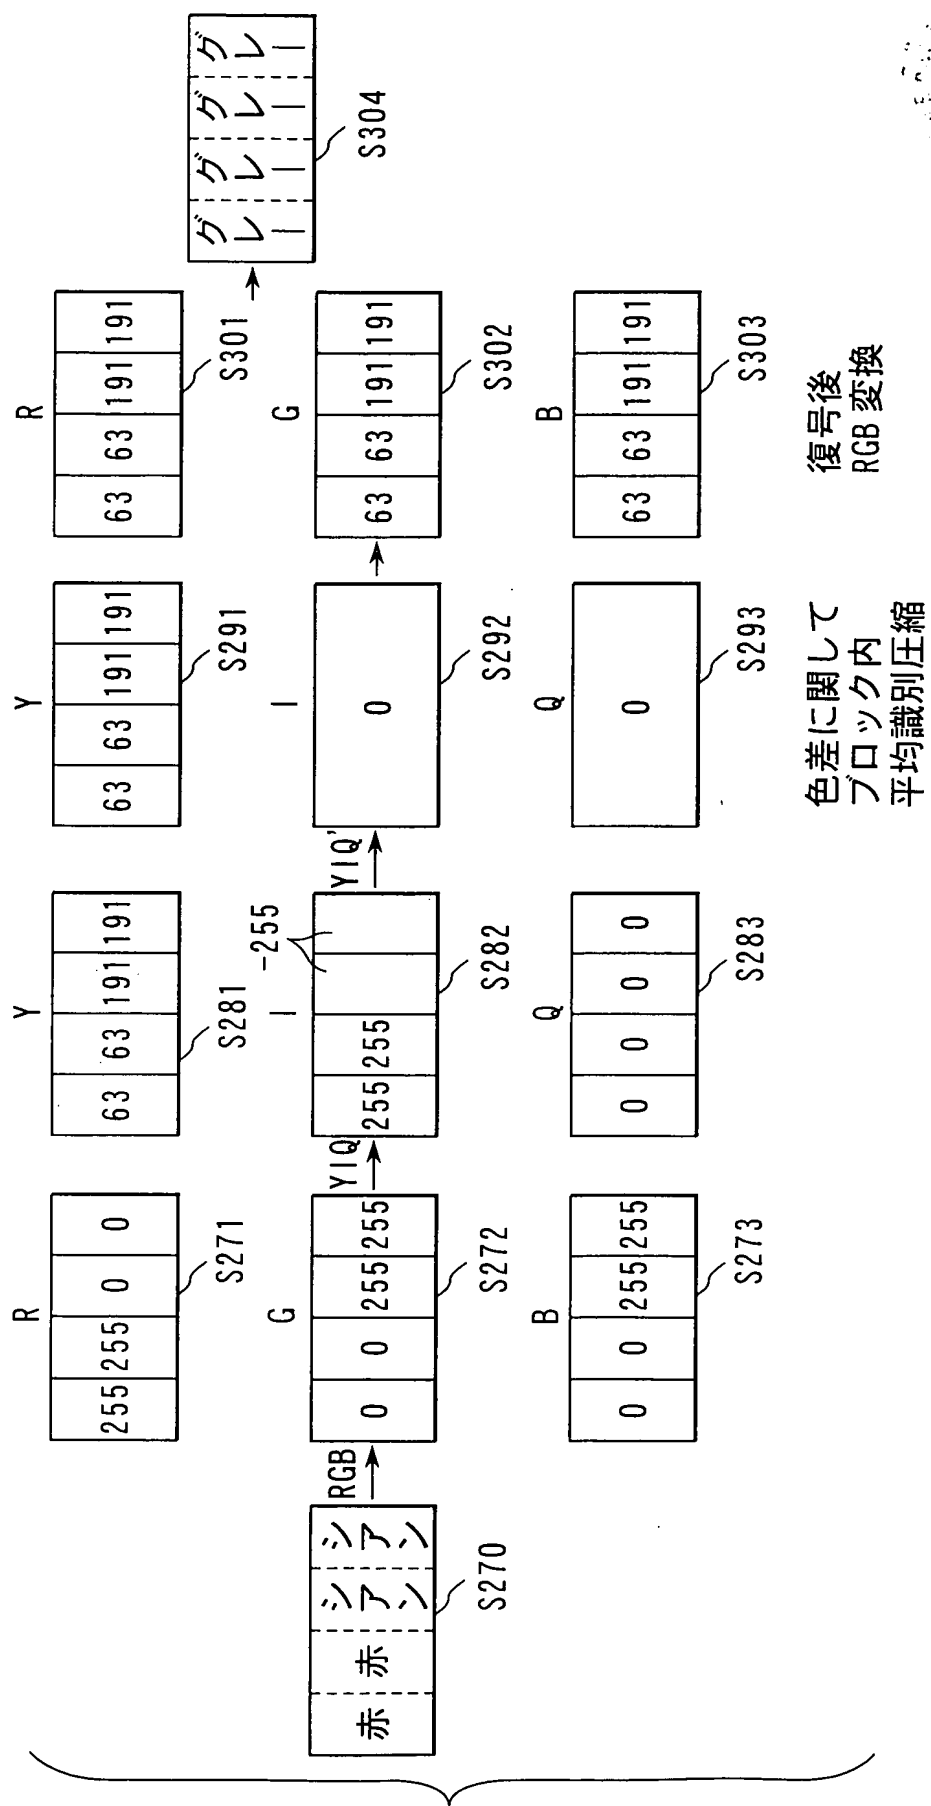 赤 赤 シアン シアン
S270
RGB
R
255 255 0 0
S271
G
0 0 255 255
S272
B
0 0 255 255
S273
YIQ
Y
63 63 191 191
S281
I
-255
255 255
S282
Q
0 0 0 0
S283
YIQ'
Y
63 63 191 191
S291
I
0
S292
Q
0
S293
色差に関して
ブロック内
平均識別圧縮
R
63 63 191 191
S301
G
63 63 191 191
S302
B
63 63 191 191
S303
復号後
RGB変換
グレー グレー グレー グレー
S304